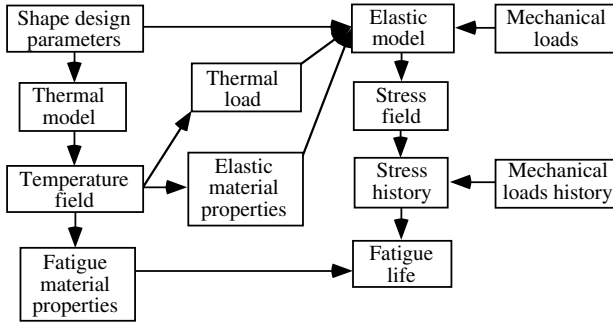 Shape design
parameters
Elastic
model
Mechanical
loads
Thermal
model
Thermal
load
Stress
field
Temperature
field
Elastic
material
properties
Stress
history
Mechanical
loads history
Fatigue
material
properties
Fatigue
life